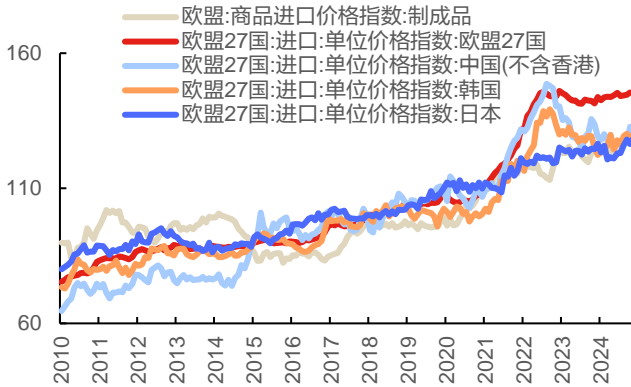 欧盟:商品进口价格指数:制成品
欧盟27国:进口:单位价格指数:欧盟27国
欧盟27国:进口:单位价格指数:中国(不含香港)
欧盟27国:进口:单位价格指数:韩国
欧盟27国:进口:单位价格指数:日本
160
110
60
2010 2011 2012 2013 2014 2015 2016 2017 2018 2019 2020 2021 2022 2023 2024